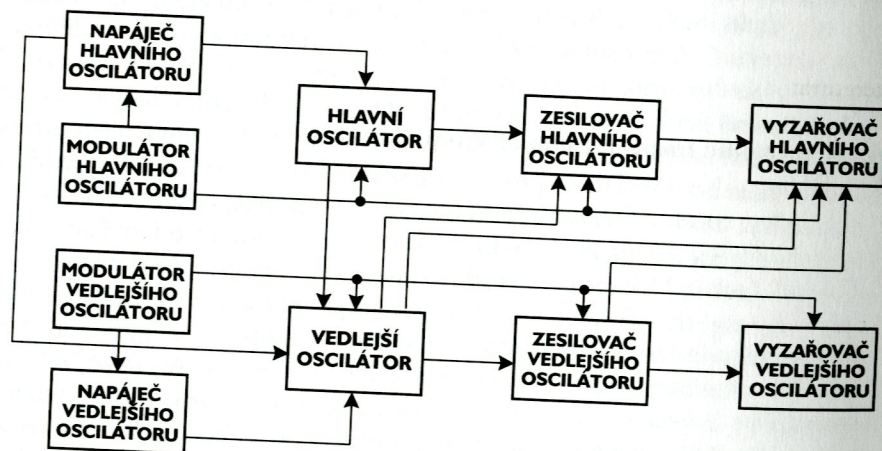 NAPÁJEČ
HLAVNÍHO
OSCILÁTORU
HLAVNÍ
OSCILÁTOR
ZESILOVAČ
HLAVNÍHO
OSCILÁTORU
VYZAŘOVAČ
HLAVNÍHO
OSCILÁTORU
MODULÁTOR
HLAVNÍHO
OSCILÁTORU
MODULÁTOR
VEDLEJŠÍHO
OSCILÁTORU
VEDLEJŠÍ
OSCILÁTOR
ZESILOVAČ
VEDLEJŠÍHO
OSCILÁTORU
VYZAŘOVAČ
VEDLEJŠÍHO
OSCILÁTORU
NAPÁJEČ
VEDLEJŠÍHO
OSCILÁTORU